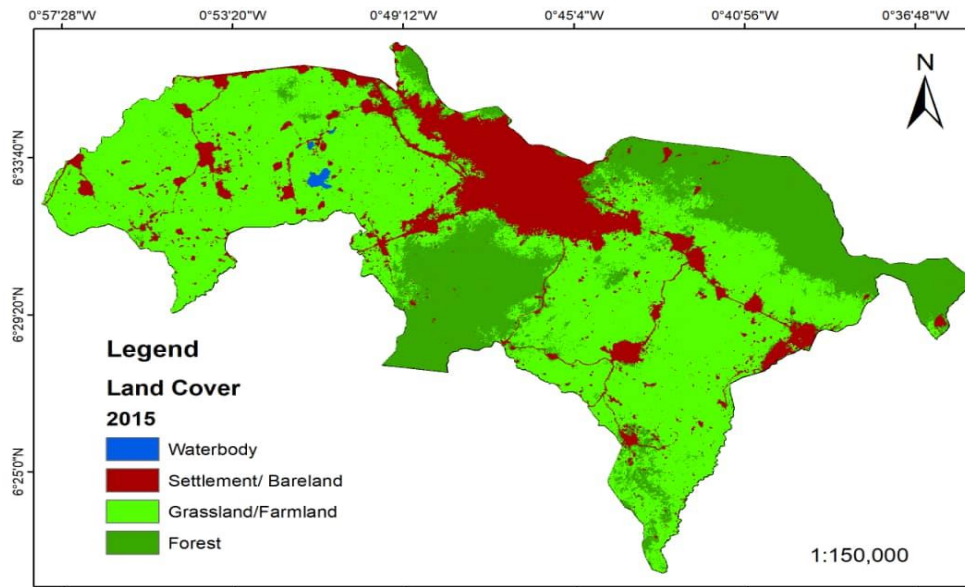 0°57'28"W 0°53'20"W 0°49'12"W 0°45'4"W 0°40'56"W 0°36'48"W
N
6°33'40"N
6°29'20"N
6°25'0"N
Legend
Land Cover
2015
Waterbody
Settlement/ Bareland
Grassland/Farmland
Forest
1:150,000